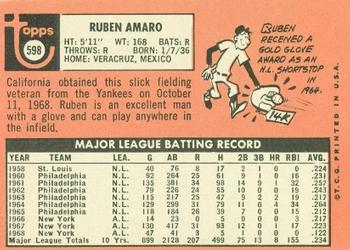 topps
598
RUBEN AMARO
HT: 5'11" WT: 168 BATS: R
THROWS: R BORN: 1/7/36
HOME: VERACRUZ, MEXICO
California obtained this slick fielding
veteran from the Yankees on October
11, 1968. Ruben is an excellent man
with a glove and can play anywhere in
the infield.
RUBEN
RECEIVED A
GOLD GLOVE
AWARD AS AN
N.L. SHORTSTOP
IN
1964.
14-K
MAJOR LEAGUE BATTING RECORD
YEAR TEAM LEA. G AB R H 2B 3B HR RBI AVG.
1958 St. Louis N.L. 40 76 8 17 2 1 0 0 .224
1960 Philadelphia N.L. 92 264 25 61 9 1 0 16 .231
1961 Philadelphia N.L. 135 381 34 98 14 9 1 32 .257
1962 Philadelphia N.L. 79 226 24 55 10 0 0 19 .243
1963 Philadelphia N.L. 115 217 25 47 9 2 2 19 .217
1964 Philadelphia N.L. 129 299 31 79 11 0 4 34 .264
1965 Philadelphia N.L. 118 184 26 39 7 0 0 15 .212
1966 New York A.L. 14 23 0 5 0 0 0 3 .217
1967 New York A.L. 130 417 31 93 12 0 1 17 .223
1968 New York A.L. 47 41 3 5 1 0 0 0 .122
Major League Totals 10 Yrs. 899 2128 207 499 75 13 8 155 .234
© T.C.G. PRINTED IN U.S.A.